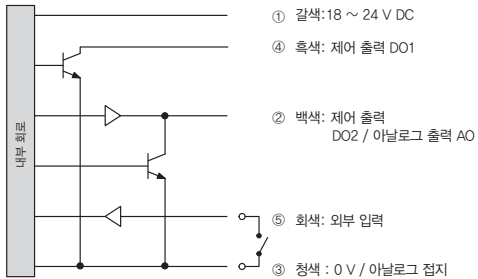 내부 회로
① 갈색:18 ～ 24 V DC
④ 흑색: 제어 출력 DO1
② 백색: 제어 출력
DO2 / 아날로그 출력 AO
⑤ 회색: 외부 입력
③ 청색 : 0 V / 아날로그 접지